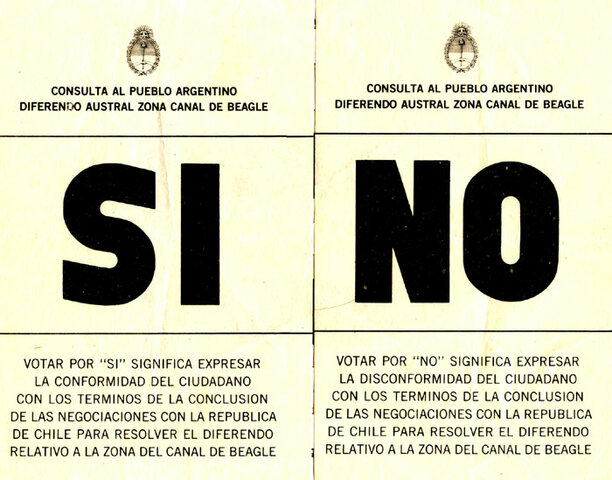 CONSULTA AL PUEBLO ARGENTINO
DIFERENDO AUSTRAL ZONA CANAL DE BEAGLE
SI
VOTAR POR "SI" SIGNIFICA EXPRESAR
LA CONFORMIDAD DEL CIUDADANO
CON LOS TERMINOS DE LA CONCLUSION
DE LAS NEGOCIACIONES CON LA REPUBLICA
DE CHILE PARA RESOLVER EL DIFERENDO
RELATIVO A LA ZONA DEL CANAL DE BEAGLE
CONSULTA AL PUEBLO ARGENTINO
DIFERENDO AUSTRAL ZONA CANAL DE BEAGLE
NO
VOTAR POR "NO" SIGNIFICA EXPRESAR
LA DISCONFORMIDAD DEL CIUDADANO
CON LOS TERMINOS DE LA CONCLUSION
DE LAS NEGOCIACIONES CON LA REPUBLICA
DE CHILE PARA RESOLVER EL DIFERENDO
RELATIVO A LA ZONA DEL CANAL DE BEAGLE